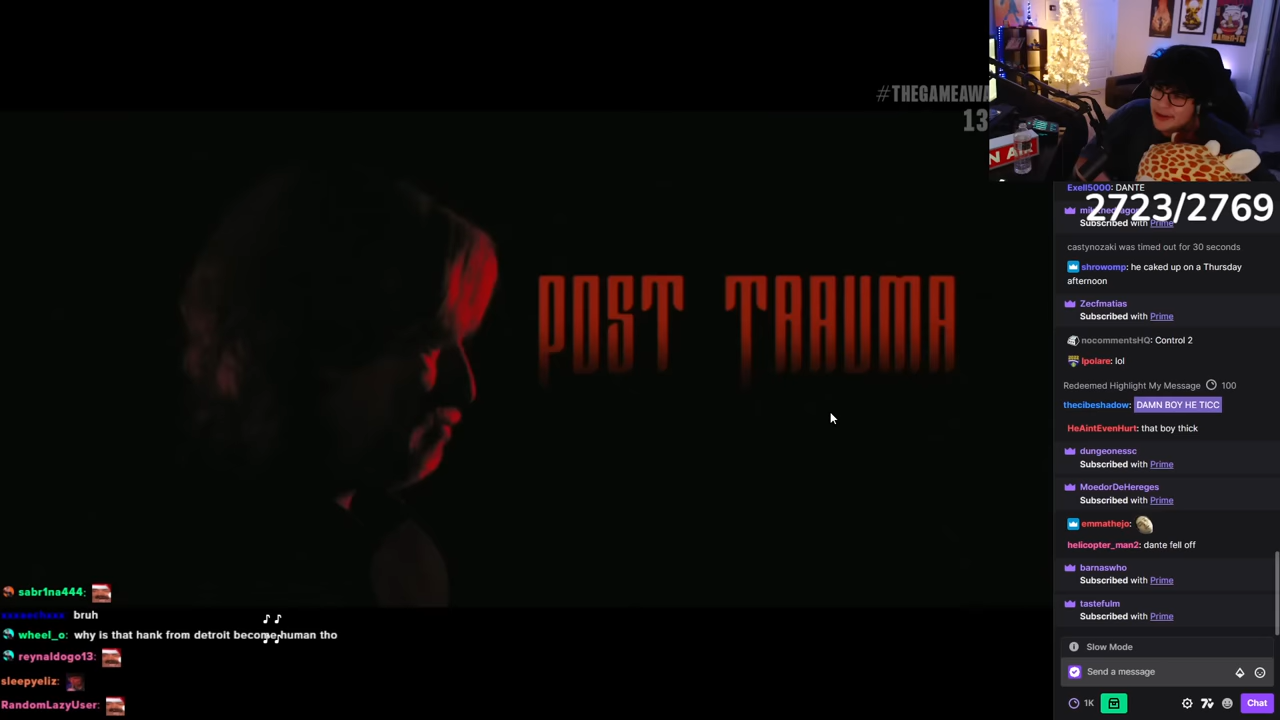 #THEGAMEAWA
13
N AIR
POST TRAUMA
Exell5000: DANTE
2723/2769
Subscribed with Prime
castynozaki was timed out for 30 seconds
shrowomp: he caked up on a Thursday
afternoon
Zecfmatias
Subscribed with Prime
nocommentsHQ: Control 2
lpolare: lol
Redeemed Highlight My Message 100
thecibeshadow: DAMN BOY HE TICC
HeAintEvenHurt: that boy thick
dungeonessc
Subscribed with Prime
MoedorDeHereges
Subscribed with Prime
emmathejo:
helicopter_man2: dante fell off
barnaswho
Subscribed with Prime
tastefulm
Subscribed with Prime
Slow Mode
Send a message
1K
Chat
sabr1na444:
bruh
wheel_o: why is that hank from detroit become human tho
reynaldogo13:
sleepyeliz:
RandomLazyUser: